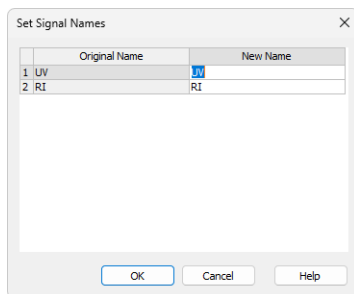 Set Signal Names
Original Name New Name
1 UV UV
2 RI RI
OK Cancel Help